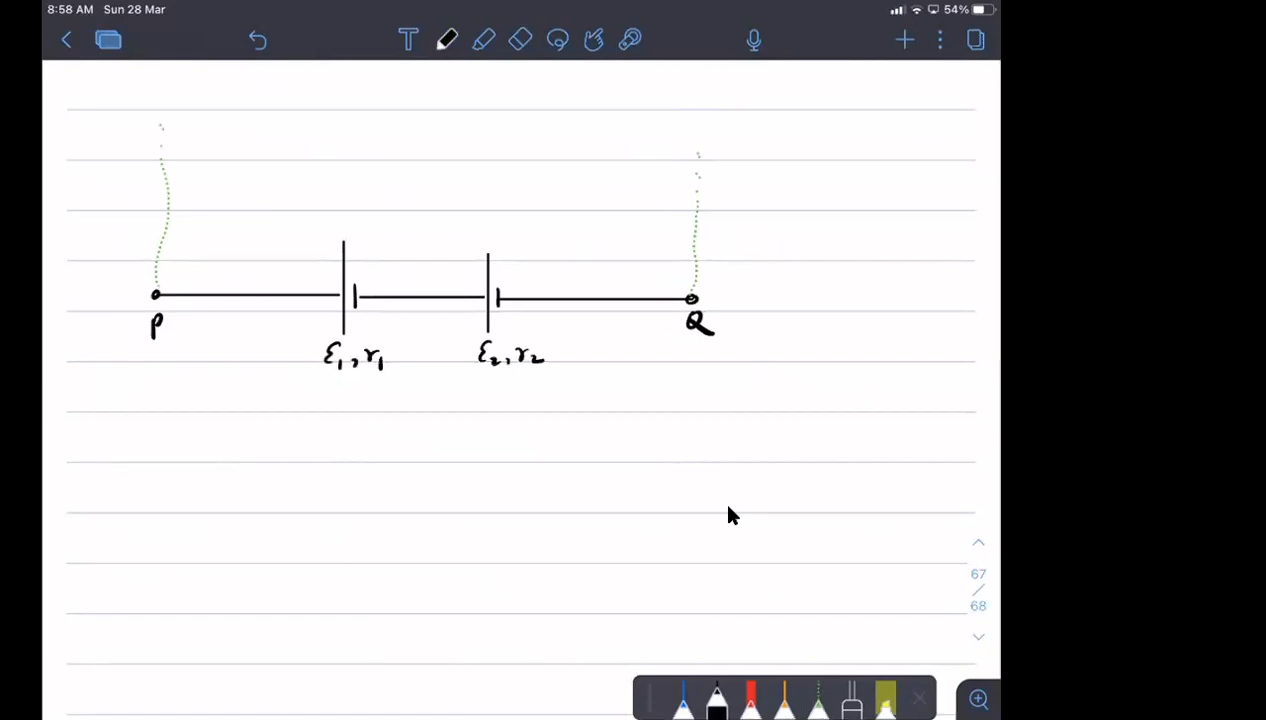 8:58 AM Sun 28 Mar
54%
T
P
Q
ε₁, r₁
ε₂, r₂
67
/
68